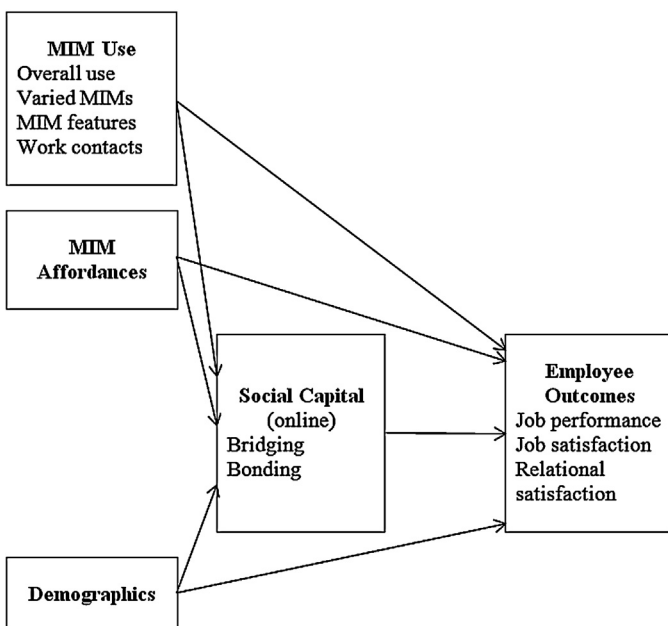 MIM Use
Overall use
Varied MIMs
MIM features
Work contacts
MIM
Affordances
Social Capital
(online)
Bridging
Bonding
Employee
Outcomes
Job performance
Job satisfaction
Relational
satisfaction
Demographics